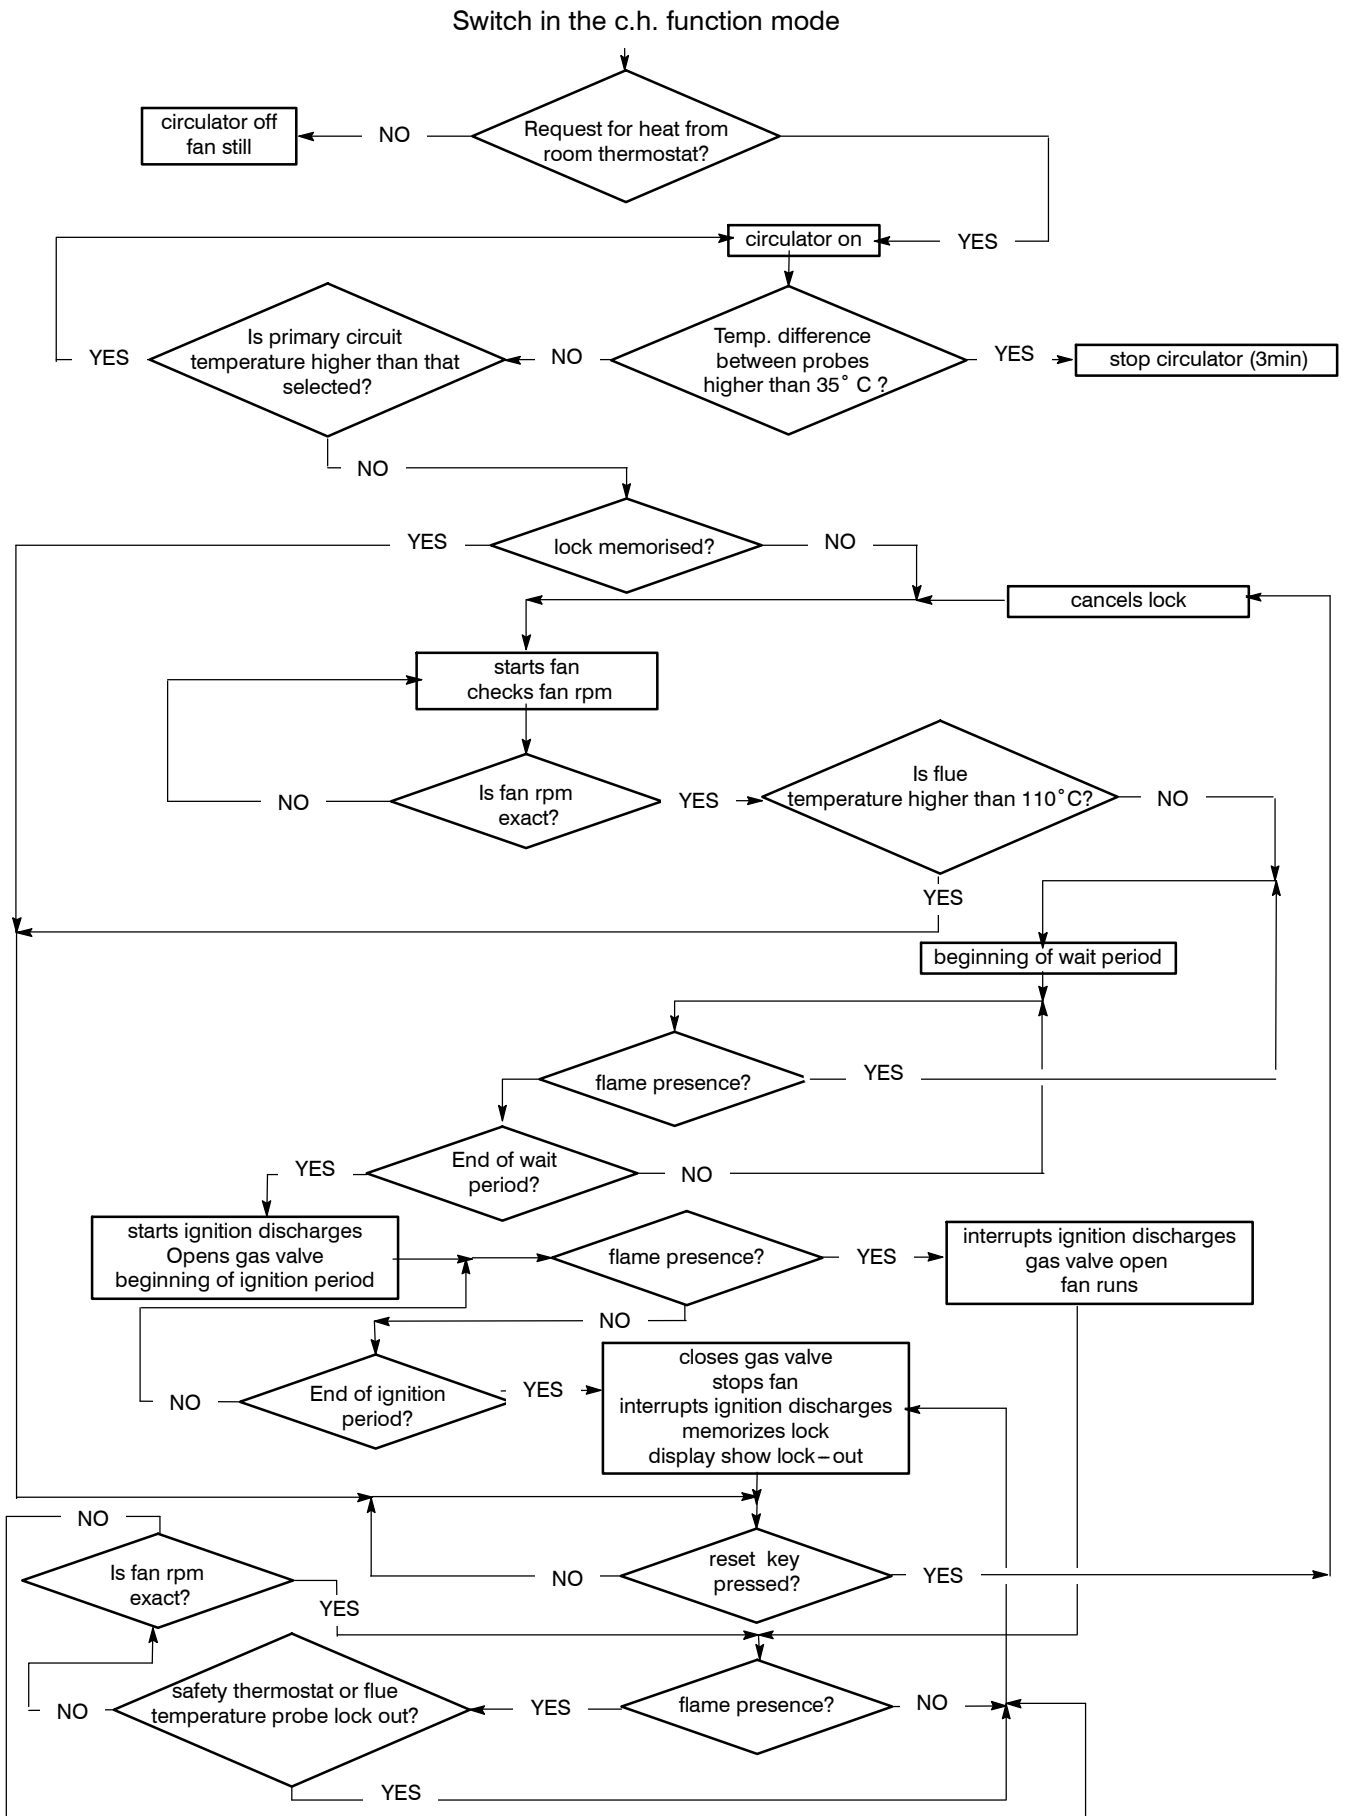 Switch in the c.h. function mode
circulator off
fan still
NO
Request for heat from
room thermostat?
circulator on
YES
Is primary circuit
temperature higher than that
selected?
YES
NO
Temp. difference
between probes
higher than 35° C ?
YES
stop circulator (3min)
NO
YES
lock memorised?
NO
cancels lock
starts fan
checks fan rpm
NO
Is fan rpm
exact?
YES
Is flue
temperature higher than 110°C?
NO
YES
beginning of wait period
flame presence?
YES
YES
End of wait
period?
NO
starts ignition discharges
Opens gas valve
beginning of ignition period
flame presence?
YES
interrupts ignition discharges
gas valve open
fan runs
NO
NO
End of ignition
period?
YES
closes gas valve
stops fan
interrupts ignition discharges
memorizes lock
display show lock–out
NO
Is fan rpm
exact?
YES
NO
reset key
pressed?
YES
NO
safety thermostat or flue
temperature probe lock out?
YES
flame presence?
NO
YES